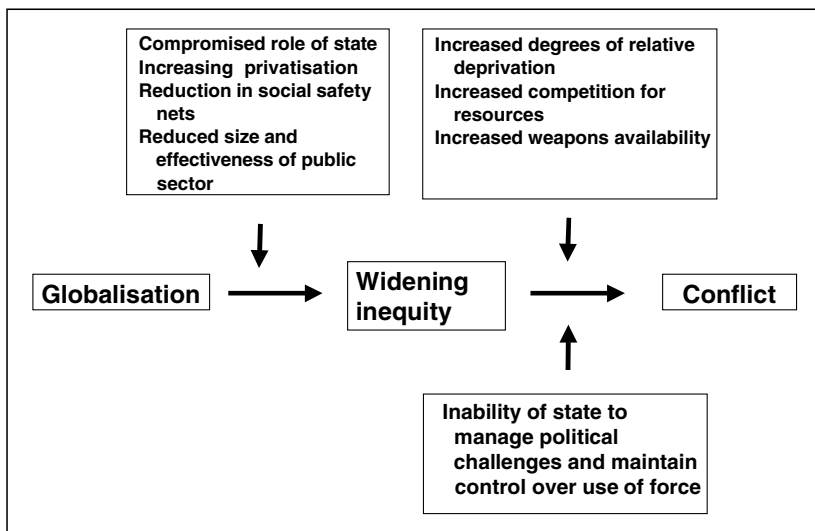 Compromised role of state
Increasing privatisation
Reduction in social safety
nets
Reduced size and
effectiveness of public
sector
Increased degrees of relative
deprivation
Increased competition for
resources
Increased weapons availability
Globalisation
Widening
inequity
Conflict
Inability of state to
manage political
challenges and maintain
control over use of force